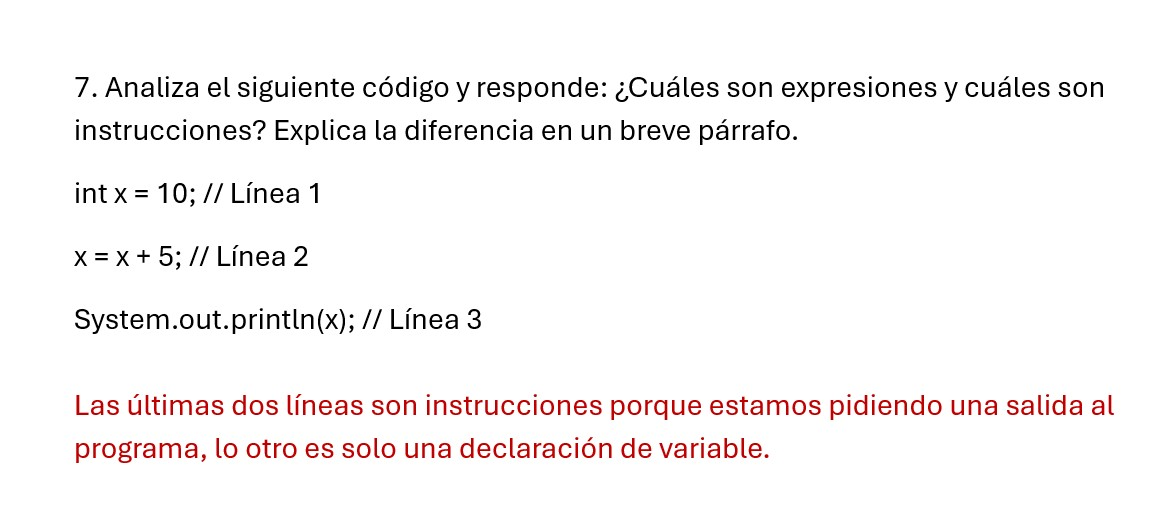 7. Analiza el siguiente código y responde: ¿Cuáles son expresiones y cuáles son
instrucciones? Explica la diferencia en un breve párrafo.
int x = 10; // Línea 1
x = x + 5; // Línea 2
System.out.println(x); // Línea 3
Las últimas dos líneas son instrucciones porque estamos pidiendo una salida al
programa, lo otro es solo una declaración de variable.